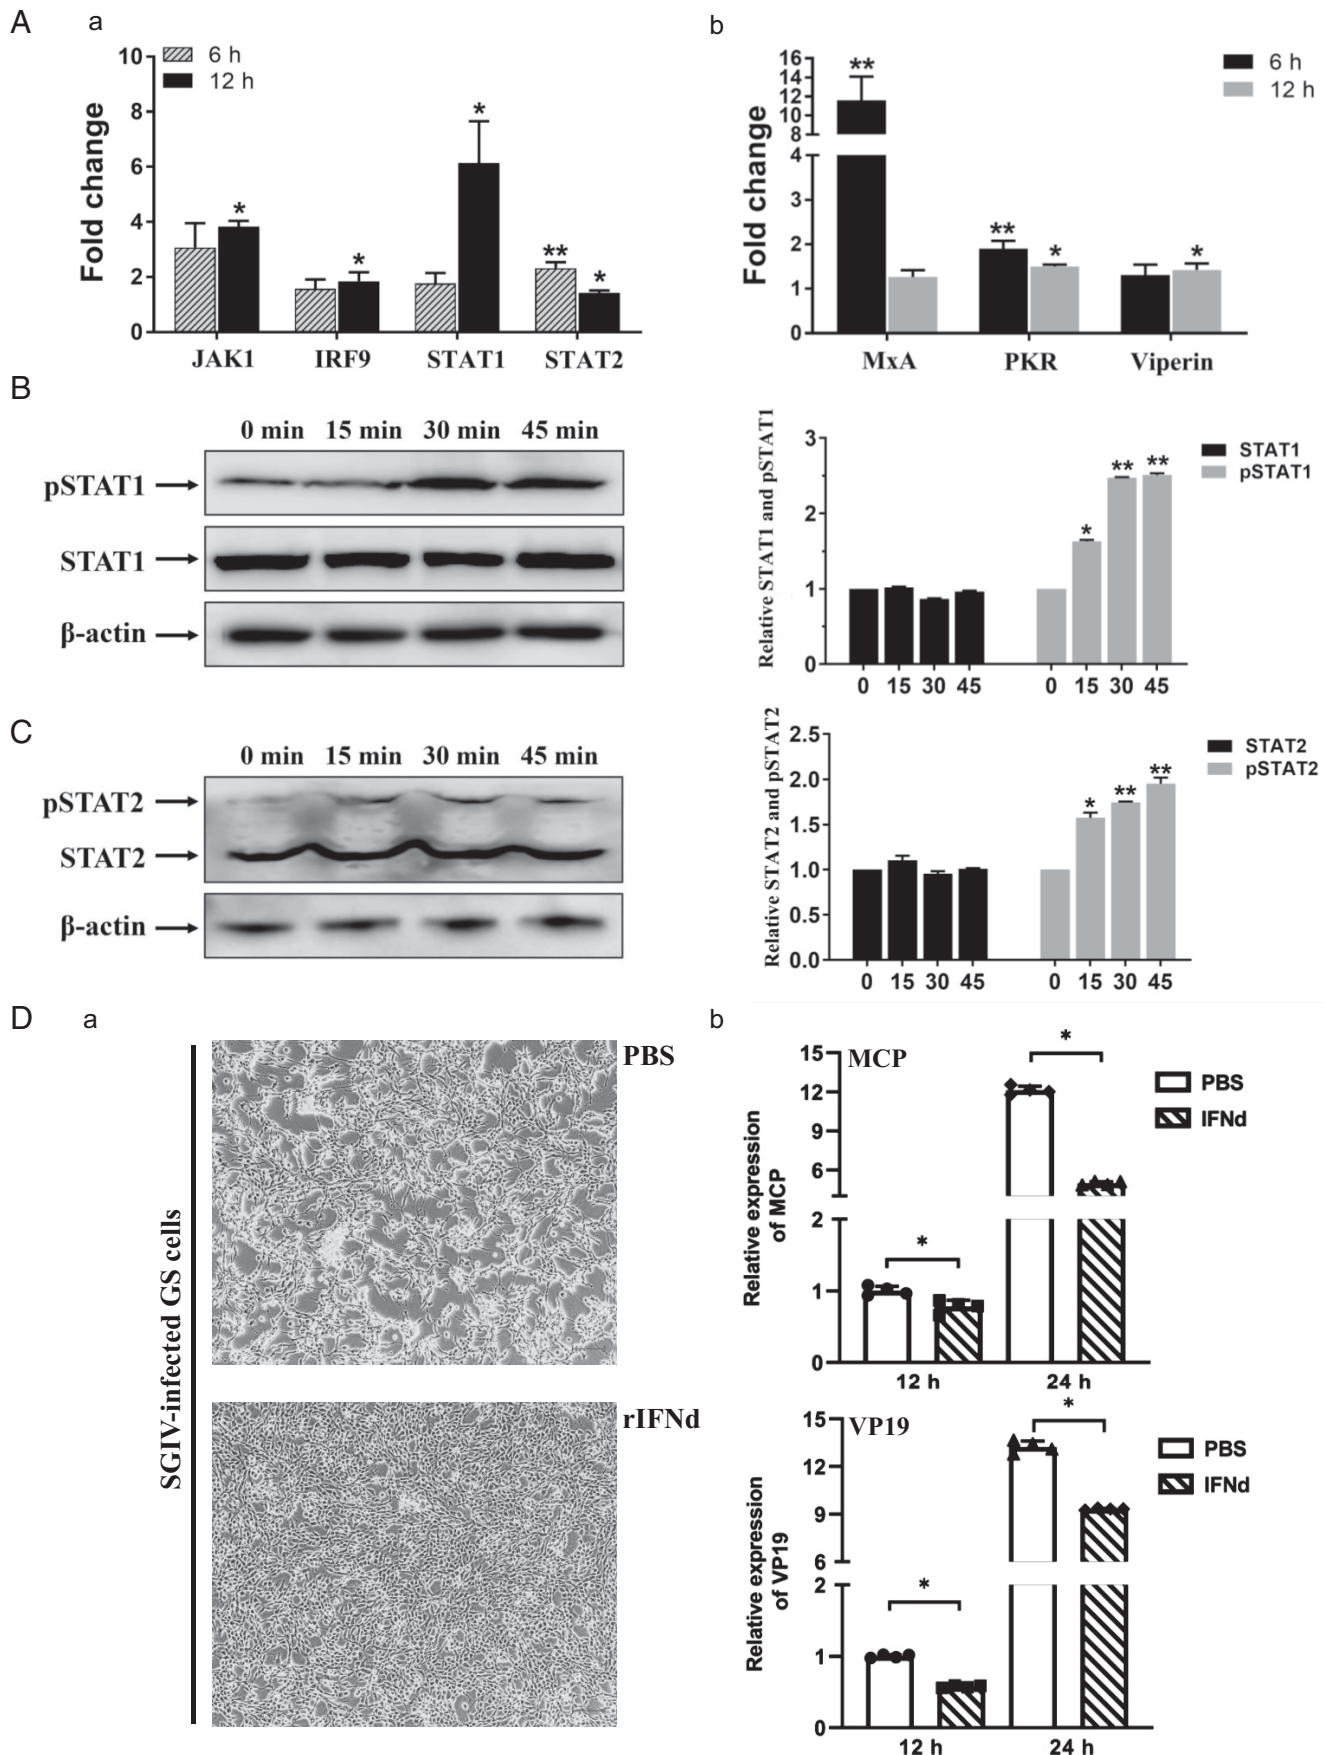 A
a
10
8
6
4
2
0
Fold change
6 h
12 h
*
*
*
**
*
JAK1
IRF9
STAT1
STAT2
b
16
14
12
10
8
4
3
2
1
0
Fold change
6 h
12 h
**
**
*
*
MxA
PKR
Viperin
B
0 min 15 min 30 min 45 min
pSTAT1
STAT1
β-actin
Relative STAT1 and pSTAT1
3
2
1
0
STAT1
pSTAT1
*
**
**
0 15 30 45 0 15 30 45
C
0 min 15 min 30 min 45 min
pSTAT2
STAT2
β-actin
Relative STAT2 and pSTAT2
2.5
2.0
1.5
1.0
0.5
0.0
STAT2
pSTAT2
*
**
**
0 15 30 45 0 15 30 45
D
a
SGIV-infected GS cells
PBS
rIFNd
b
MCP
Relative expression
of MCP
15
12
9
6
2
1
0
*
*
PBS
IFNd
12 h
24 h
VP19
Relative expression
of VP19
15
12
9
6
2
1
0
*
*
PBS
IFNd
12 h
24 h